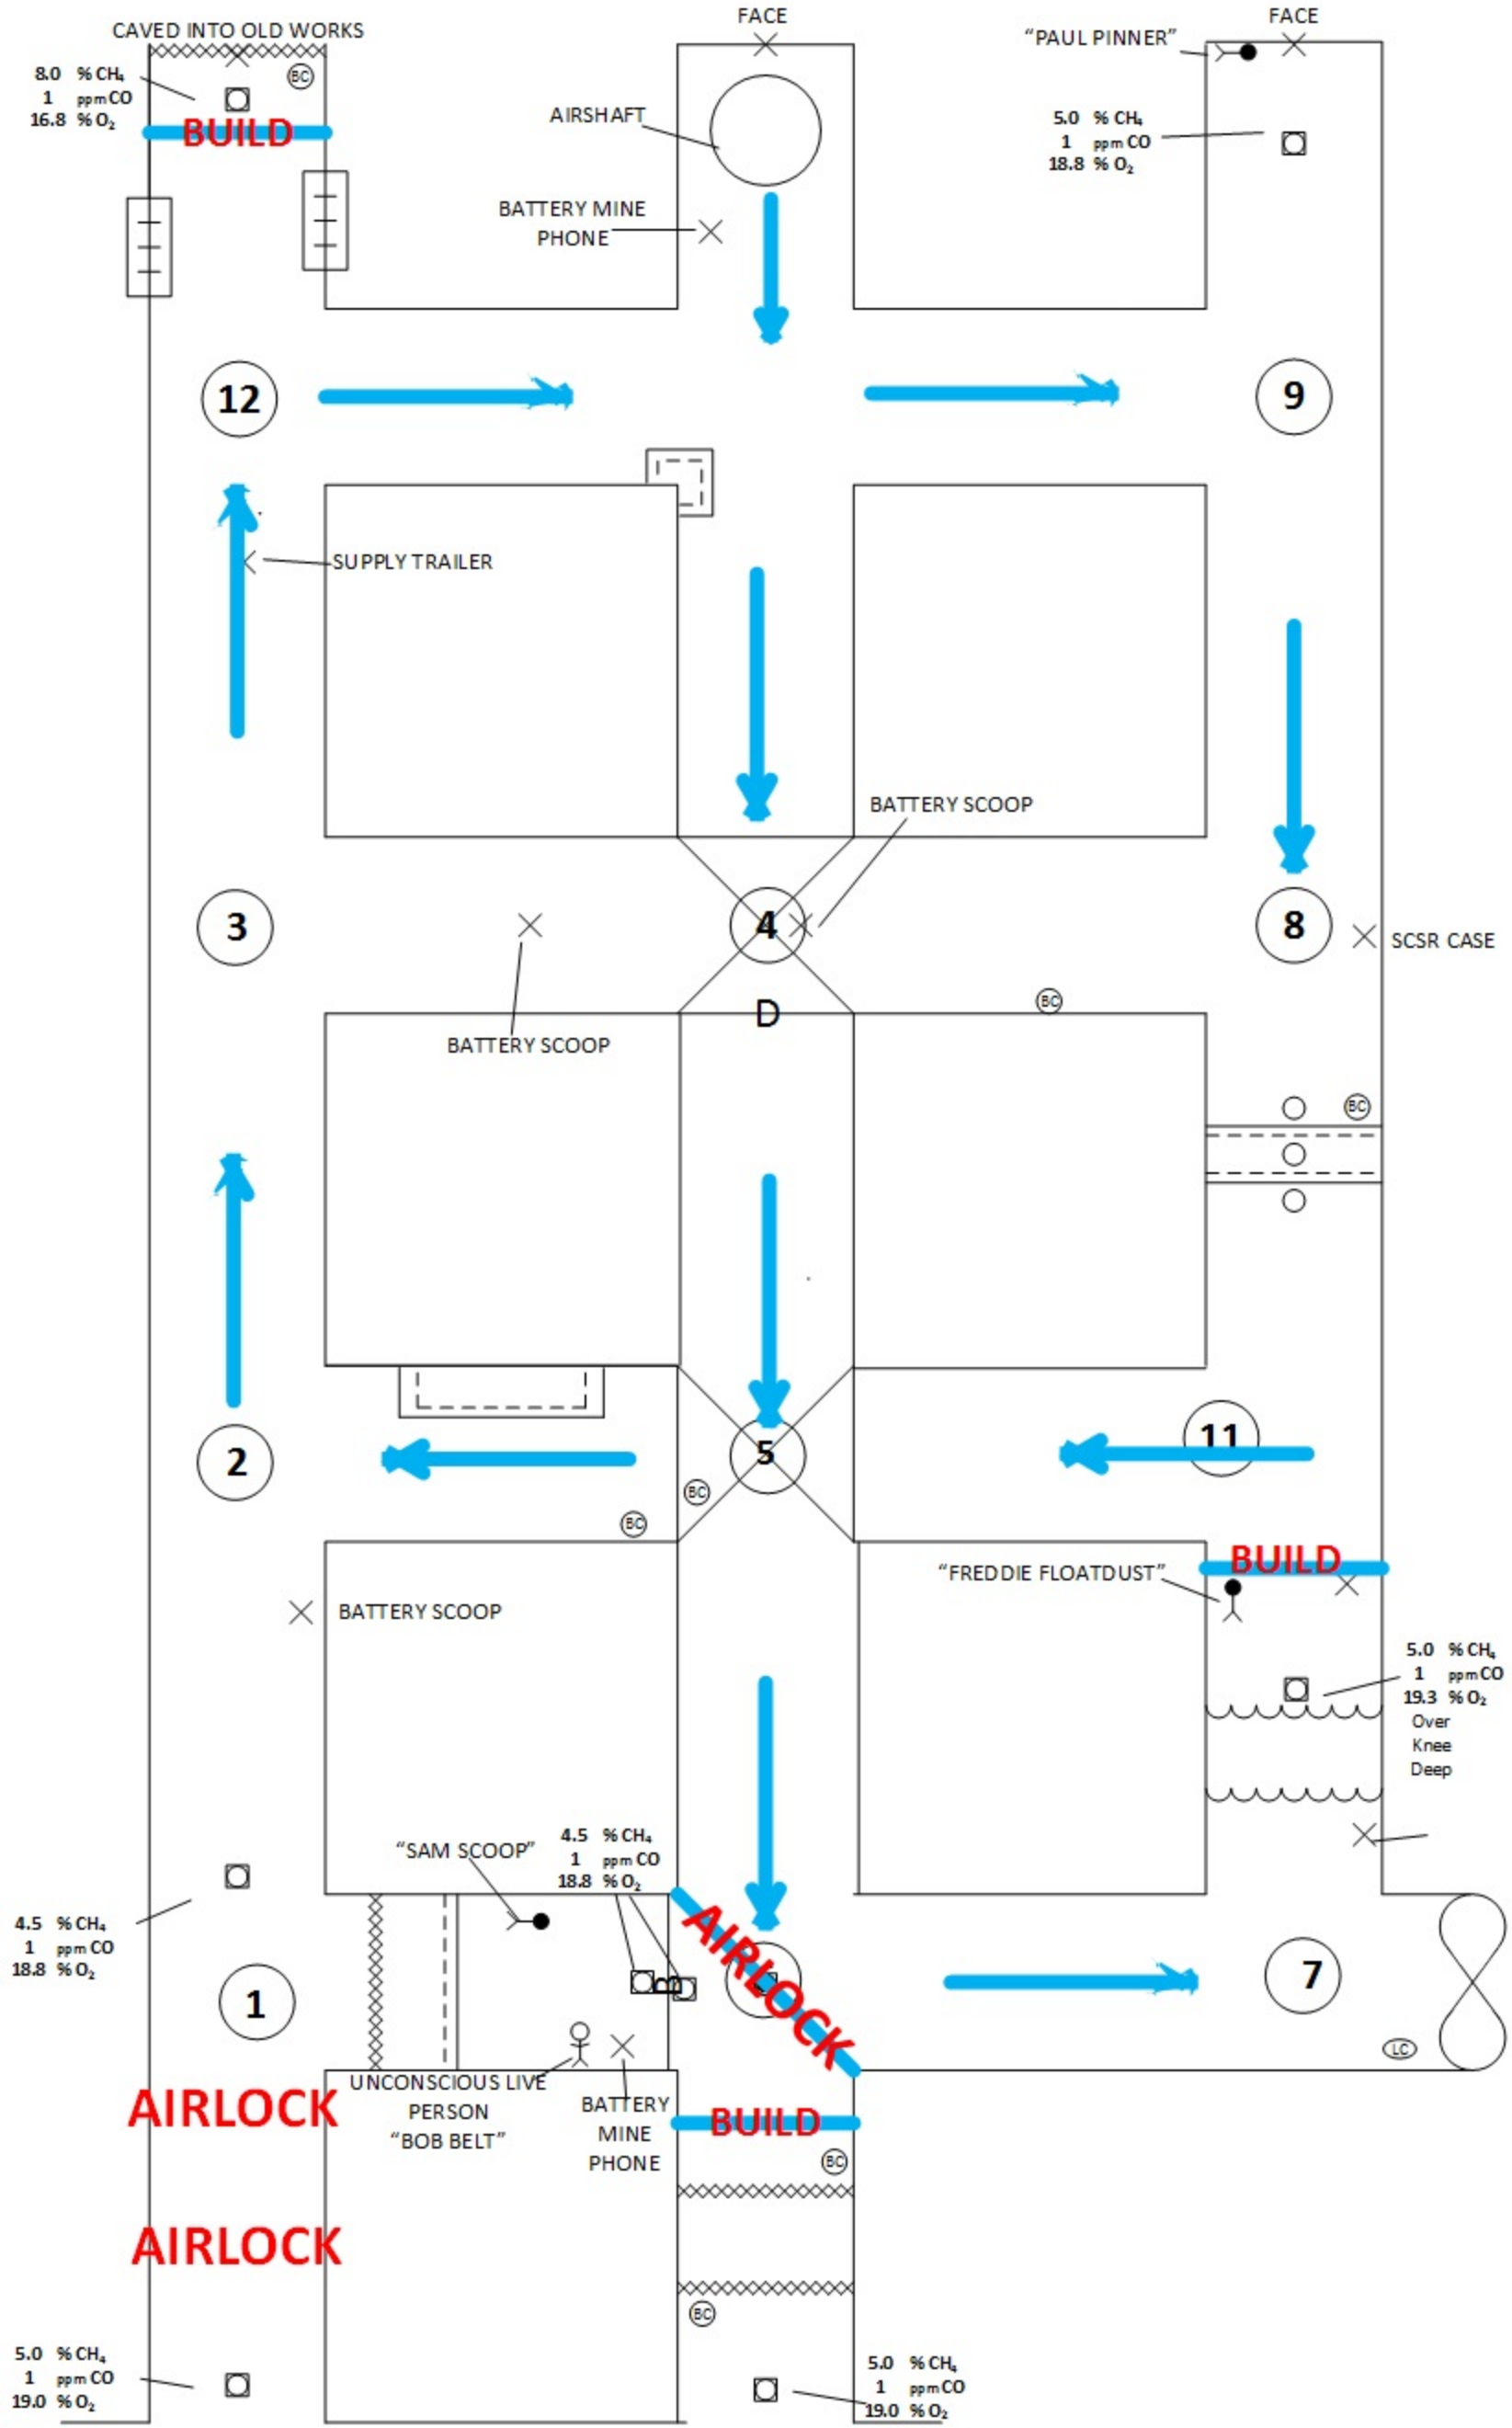 CAVED INTO OLD WORKS
8.0 % CH₄
1 ppm CO
16.8 % O₂
BC
BUILD
FACE
AIRSHAFT
BATTERY MINE
PHONE
FACE
"PAUL PINNER"
5.0 % CH₄
1 ppm CO
18.8 % O₂
12
9
SUPPLY TRAILER
BATTERY SCOOP
3
4
8
SCSR CASE
D
BC
BATTERY SCOOP
BC
2
5
11
BC
BC
"FREDDIE FLOATDUST"
BUILD
BATTERY SCOOP
5.0 % CH₄
1 ppm CO
19.3 % O₂
Over
Knee
Deep
"SAM SCOOP"
4.5 % CH₄
1 ppm CO
18.8 % O₂
4.5 % CH₄
1 ppm CO
18.8 % O₂
1
B
AIRLOCK
7
LC
UNCONSCIOUS LIVE
PERSON
"BOB BELT"
BATTERY
MINE
PHONE
AIRLOCK
BUILD
BC
AIRLOCK
BC
5.0 % CH₄
1 ppm CO
19.0 % O₂
5.0 % CH₄
1 ppm CO
19.0 % O₂